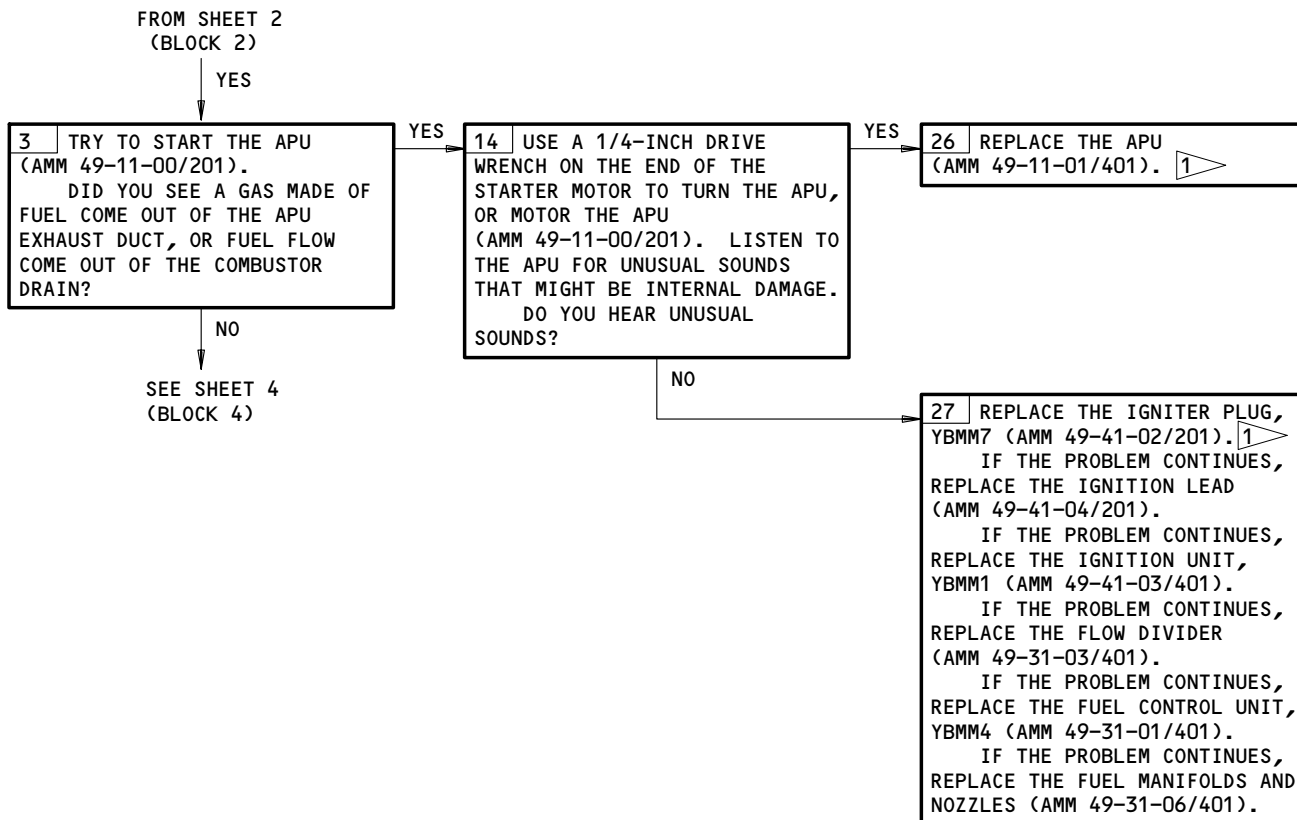 FROM SHEET 2
(BLOCK 2)
YES
3 TRY TO START THE APU
(AMM 49-11-00/201).
DID YOU SEE A GAS MADE OF
FUEL COME OUT OF THE APU
EXHAUST DUCT, OR FUEL FLOW
COME OUT OF THE COMBUSTOR
DRAIN?
NO
SEE SHEET 4
(BLOCK 4)
YES
14 USE A 1/4-INCH DRIVE
WRENCH ON THE END OF THE
STARTER MOTOR TO TURN THE APU,
OR MOTOR THE APU
(AMM 49-11-00/201). LISTEN TO
THE APU FOR UNUSUAL SOUNDS
THAT MIGHT BE INTERNAL DAMAGE.
DO YOU HEAR UNUSUAL
SOUNDS?
YES
26 REPLACE THE APU
(AMM 49-11-01/401). 1
NO
27 REPLACE THE IGNITER PLUG,
YBMM7 (AMM 49-41-02/201). 1
IF THE PROBLEM CONTINUES,
REPLACE THE IGNITION LEAD
(AMM 49-41-04/201).
IF THE PROBLEM CONTINUES,
REPLACE THE IGNITION UNIT,
YBMM1 (AMM 49-41-03/401).
IF THE PROBLEM CONTINUES,
REPLACE THE FLOW DIVIDER
(AMM 49-31-03/401).
IF THE PROBLEM CONTINUES,
REPLACE THE FUEL CONTROL UNIT,
YBMM4 (AMM 49-31-01/401).
IF THE PROBLEM CONTINUES,
REPLACE THE FUEL MANIFOLDS AND
NOZZLES (AMM 49-31-06/401).